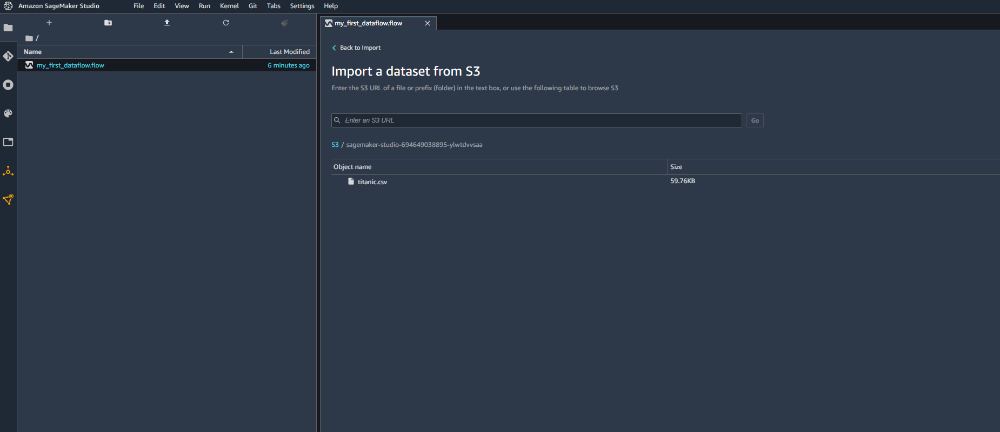 Amazon SageMaker Studio File Edit View Run Kernel Git Tabs Settings Help
/
Name Last Modified
my_first_dataflow.flow 6 minutes ago
my_first_dataflow.flow
Back to Import
Import a dataset from S3
Enter the S3 URL of a file or prefix (folder) in the text box, or use the following table to browse S3
Enter an S3 URL Go
S3 / sagemaker-studio-694649038895-ylwtdvvsaa
Object name Size
titanic.csv 59.76KB